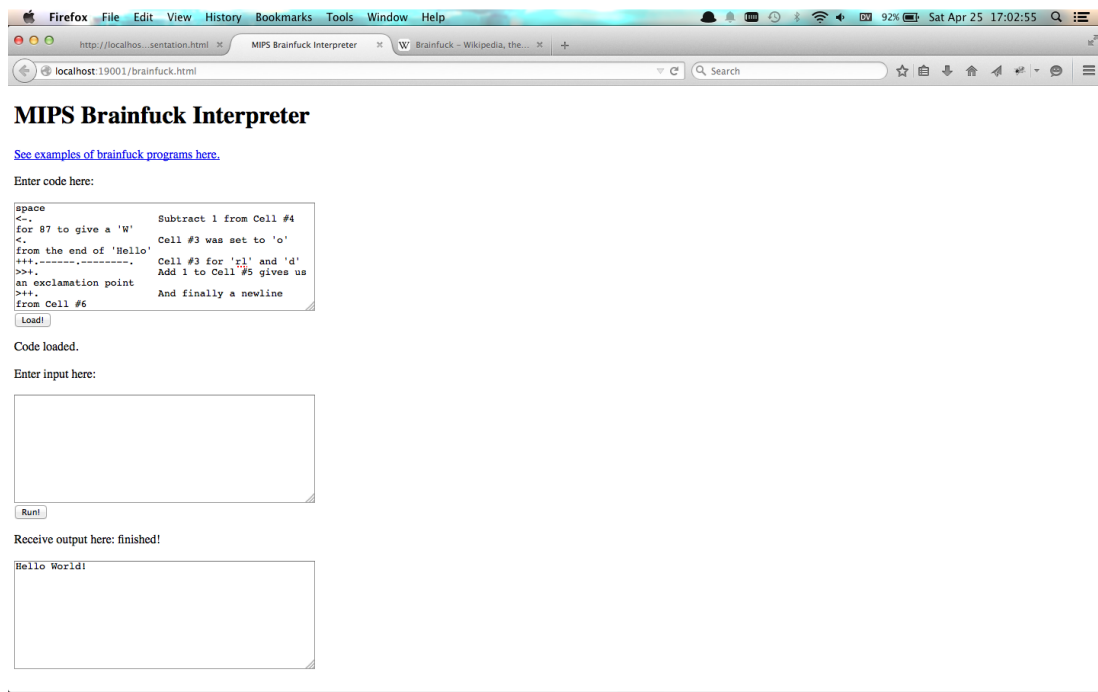 Firefox File Edit View History Bookmarks Tools Window Help 92% Sat Apr 25 17:02:55
http://localhos...sentation.html MIPS Brainfuck Interpreter W Brainfuck – Wikipedia, the...
localhost:19001/brainfuck.html Search
MIPS Brainfuck Interpreter
See examples of brainfuck programs here.
Enter code here:
space
<-. Subtract 1 from Cell #4
for 87 to give a 'W'
<. Cell #3 was set to 'o'
from the end of 'Hello'
+++.------.--------. Cell #3 for 'rl' and 'd'
>>+. Add 1 to Cell #5 gives us
an exclamation point
>++. And finally a newline
from Cell #6
Load!
Code loaded.
Enter input here:
Run!
Receive output here: finished!
Hello World!